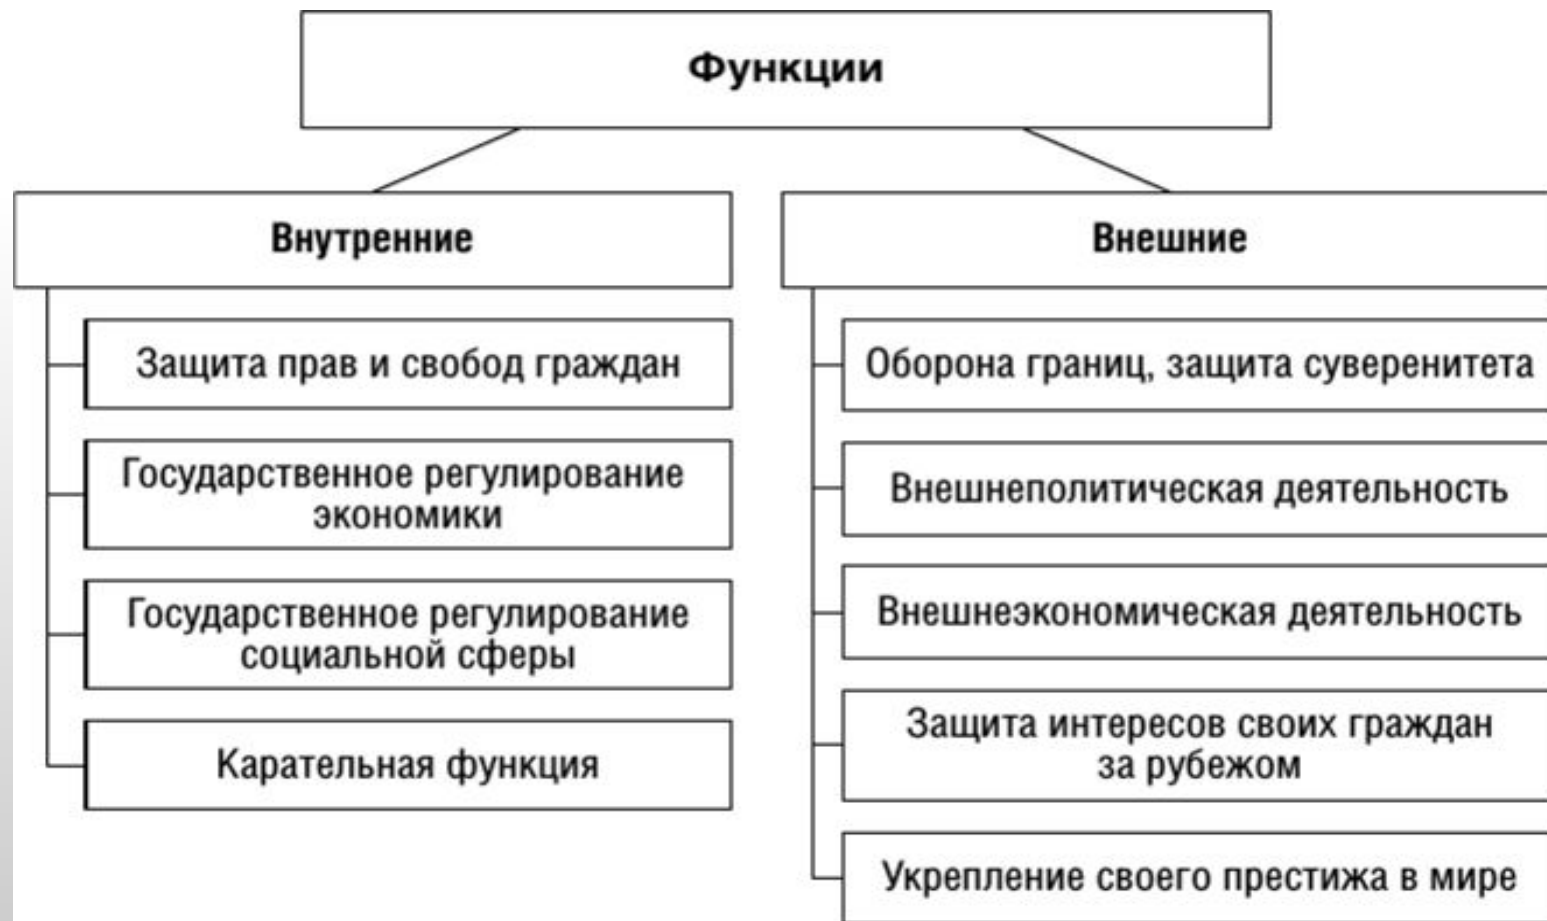 Функции
Внутренние
Защита прав и свобод граждан
Государственное регулирование
экономики
Государственное регулирование
социальной сферы
Карательная функция
Внешние
Оборона границ, защита суверенитета
Внешнеполитическая деятельность
Внешнеэкономическая деятельность
Защита интересов своих граждан
за рубежом
Укрепление своего престижа в мире